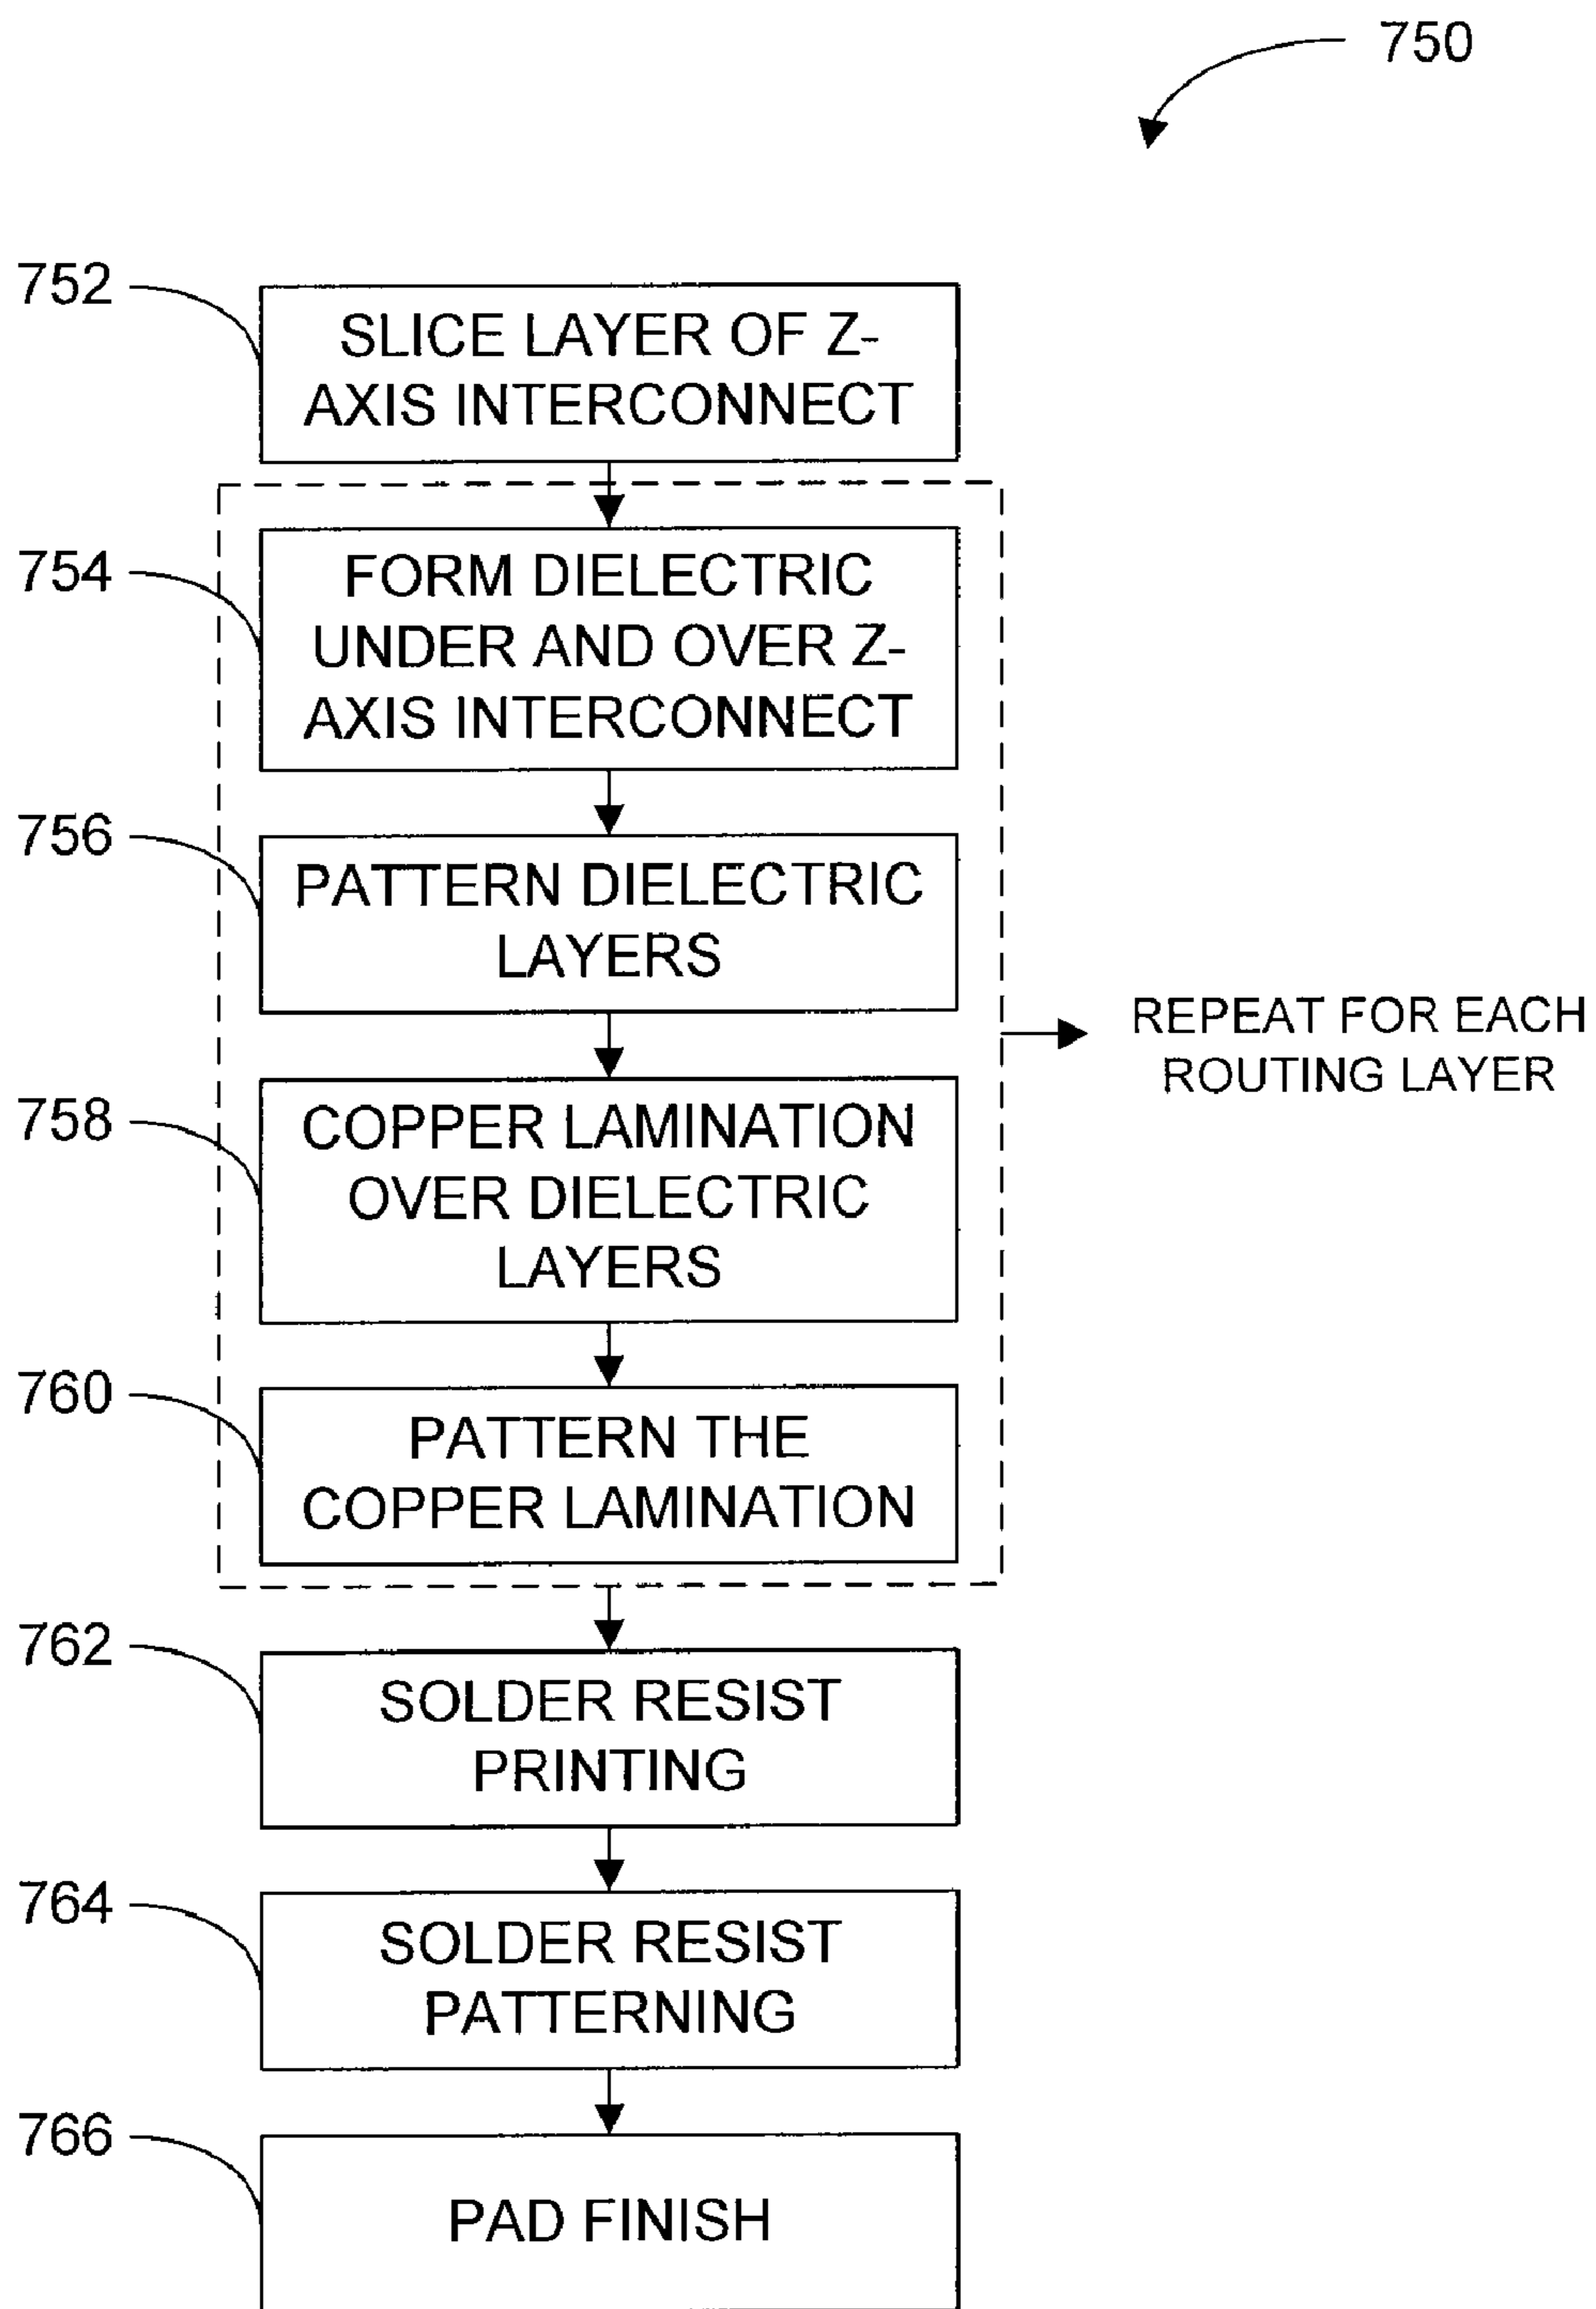 750
752
SLICE LAYER OF Z-
AXIS INTERCONNECT
754
FORM DIELECTRIC
UNDER AND OVER Z-
AXIS INTERCONNECT
756
PATTERN DIELECTRIC
LAYERS
REPEAT FOR EACH
ROUTING LAYER
758
COPPER LAMINATION
OVER DIELECTRIC
LAYERS
760
PATTERN THE
COPPER LAMINATION
762
SOLDER RESIST
PRINTING
764
SOLDER RESIST
PATTERNING
766
PAD FINISH